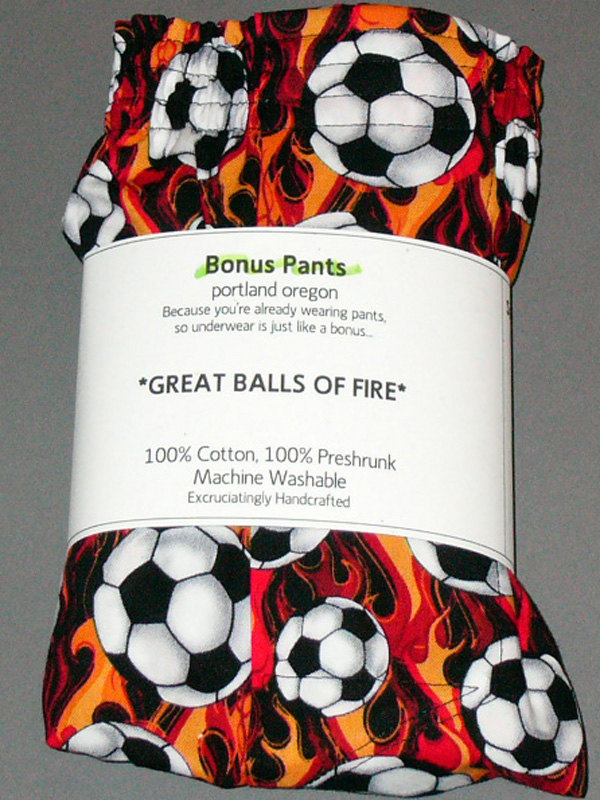 Bonus Pants
portland oregon
Because you're already wearing pants,
so underwear is just like a bonus...
*GREAT BALLS OF FIRE*
100% Cotton, 100% Preshrunk
Machine Washable
Excruciatingly Handcrafted